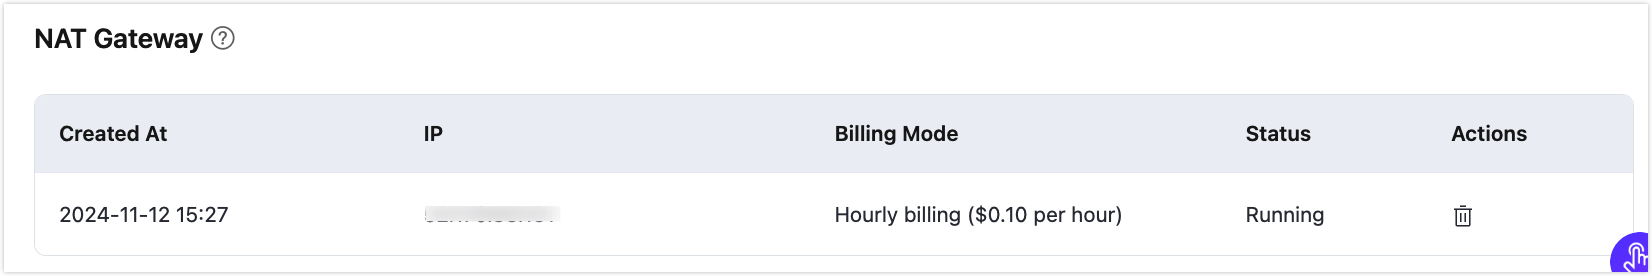 NAT Gateway ?
Created At IP Billing Mode Status Actions
2024-11-12 15:27 Hourly billing ($0.10 per hour) Running